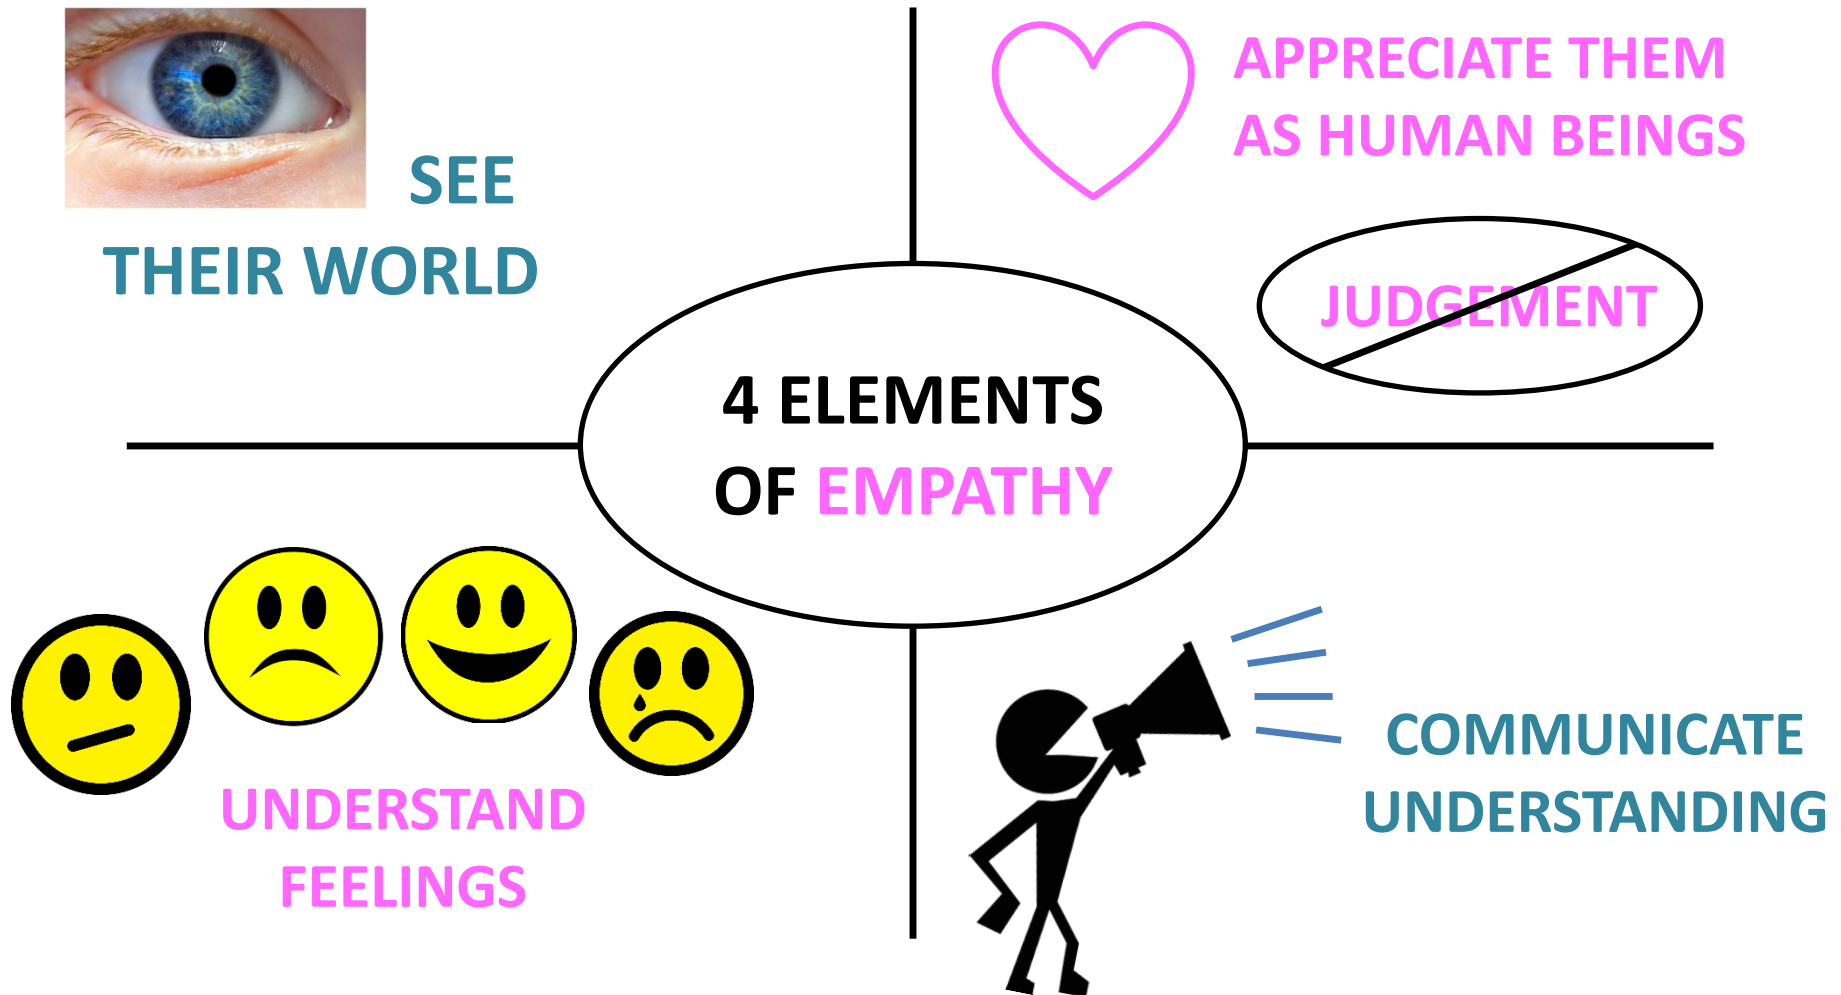 SEE
THEIR WORLD
APPRECIATE THEM
AS HUMAN BEINGS
JUDGEMENT
4 ELEMENTS
OF EMPATHY
UNDERSTAND
FEELINGS
COMMUNICATE
UNDERSTANDING